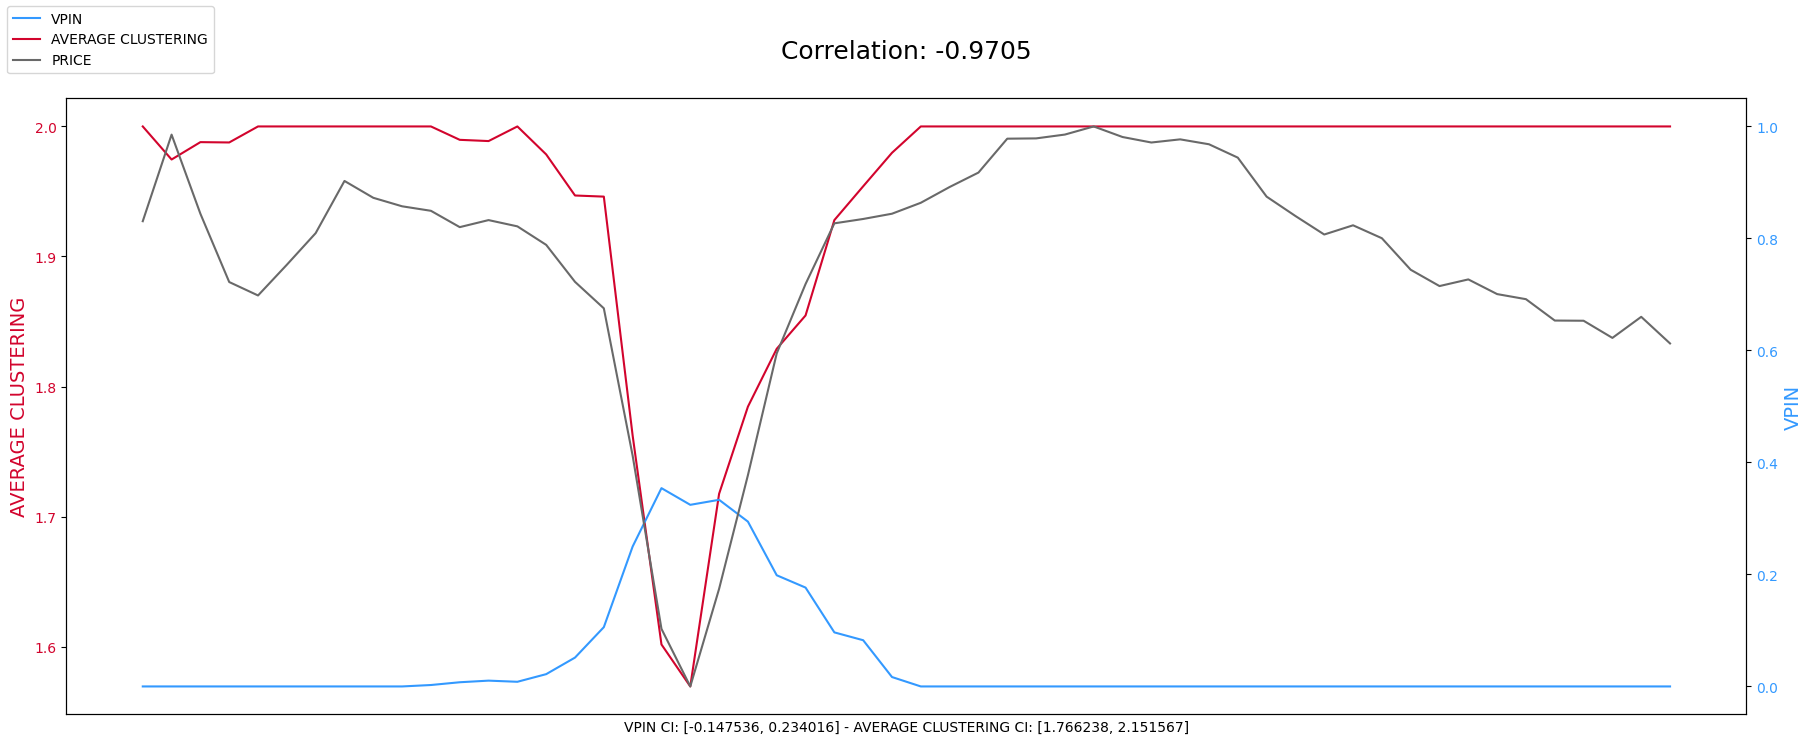 VPIN
AVERAGE CLUSTERING
PRICE
Correlation: -0.9705
2.0
1.9
1.8
1.7
1.6
AVERAGE CLUSTERING
1.0
0.8
0.6
0.4
0.2
0.0
VPIN
VPIN CI: [-0.147536, 0.234016] - AVERAGE CLUSTERING CI: [1.766238, 2.151567]